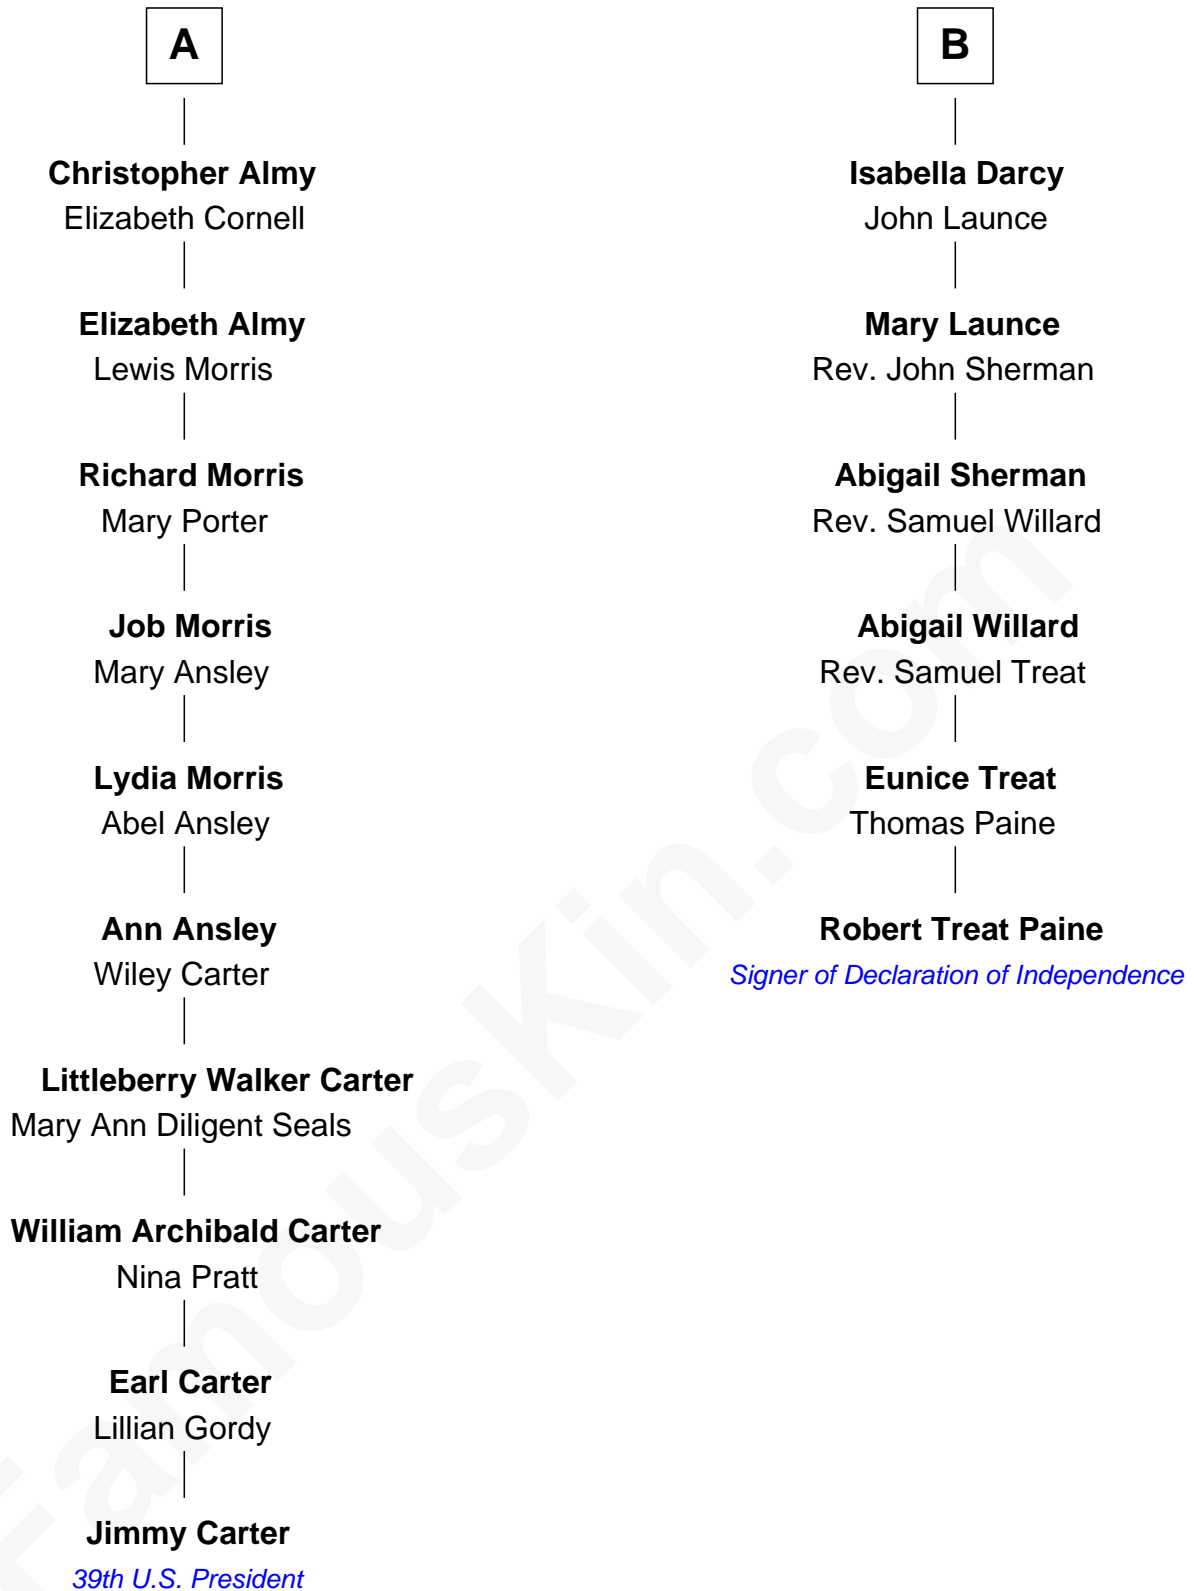 A
Christopher Almy
Elizabeth Cornell
Elizabeth Almy
Lewis Morris
Richard Morris
Mary Porter
Job Morris
Mary Ansley
Lydia Morris
Abel Ansley
Ann Ansley
Wiley Carter
Littleberry Walker Carter
Mary Ann Diligent Seals
William Archibald Carter
Nina Pratt
Earl Carter
Lillian Gordy
Jimmy Carter
39th U.S. President
B
Isabella Darcy
John Launce
Mary Launce
Rev. John Sherman
Abigail Sherman
Rev. Samuel Willard
Abigail Willard
Rev. Samuel Treat
Eunice Treat
Thomas Paine
Robert Treat Paine
Signer of Declaration of Independence
FamousKin.com